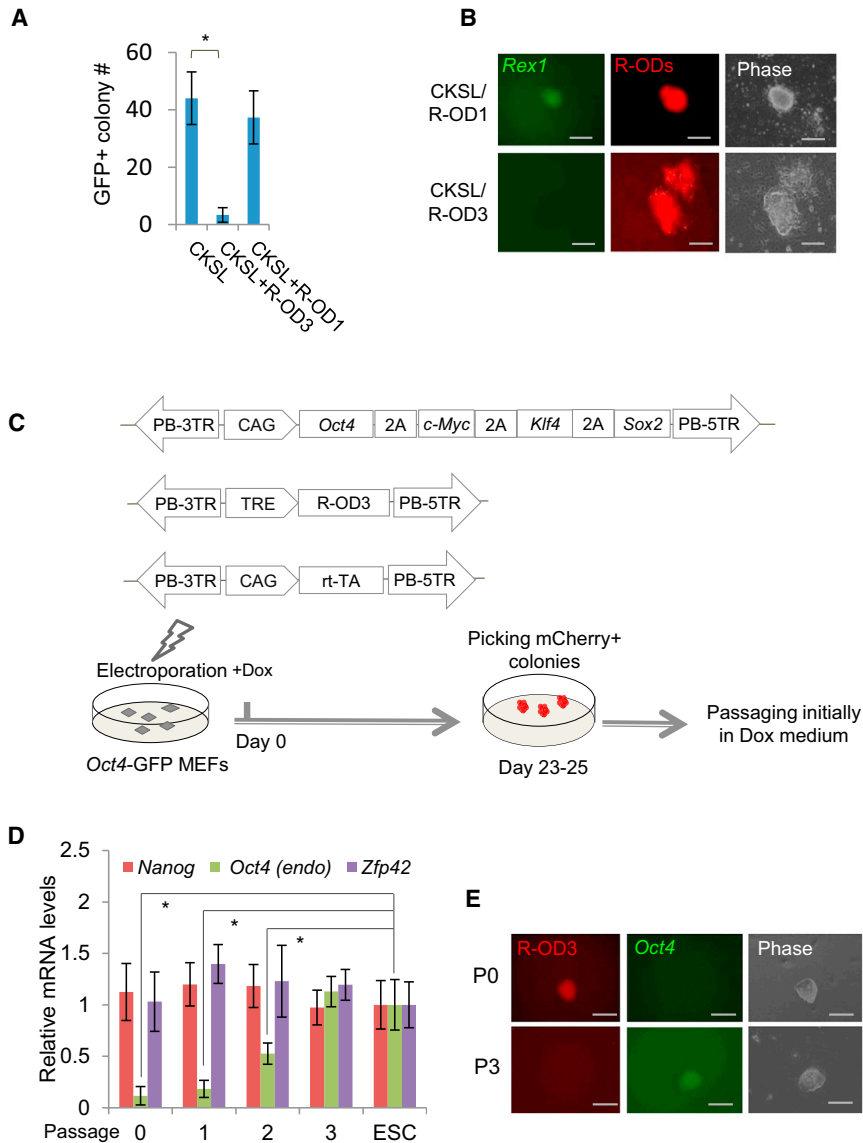 A
*
60
40
20
0
GFP+ colony #
CKSL
CKSL+R-OD3
CKSL+R-OD1
B
Rex1 R-ODs Phase
CKSL/
R-OD1
CKSL/
R-OD3
C
PB-3TR CAG Oct4 2A c-Myc 2A Klf4 2A Sox2 PB-5TR
PB-3TR TRE R-OD3 PB-5TR
PB-3TR CAG rt-TA PB-5TR
Electroporation +Dox
Oct4-GFP MEFs
Day 0
Picking mCherry+
colonies
Day 23-25
Passaging initially
in Dox medium
D
2.5
2
1.5
1
0.5
0
Relative mRNA levels
Nanog Oct4 (endo) Zfp42
*
*
*
Passage 0 1 2 3 ESC
E
R-OD3 Oct4 Phase
P0
P3